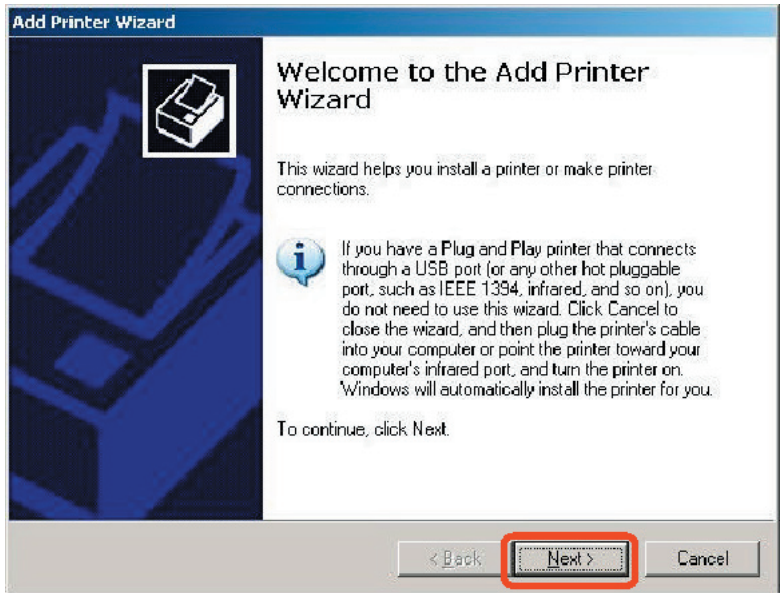 Add Printer Wizard
Welcome to the Add Printer
Wizard
This wizard helps you install a printer or make printer
connections.
If you have a Plug and Play printer that connects
through a USB port (or any other hot pluggable
port, such as IEEE 1394, infrared, and so on), you
do not need to use this wizard. Click Cancel to
close the wizard, and then plug the printer's cable
into your computer or point the printer toward your
computer's infrared port, and turn the printer on.
Windows will automatically install the printer for you.
To continue, click Next.
< Back Next > Cancel